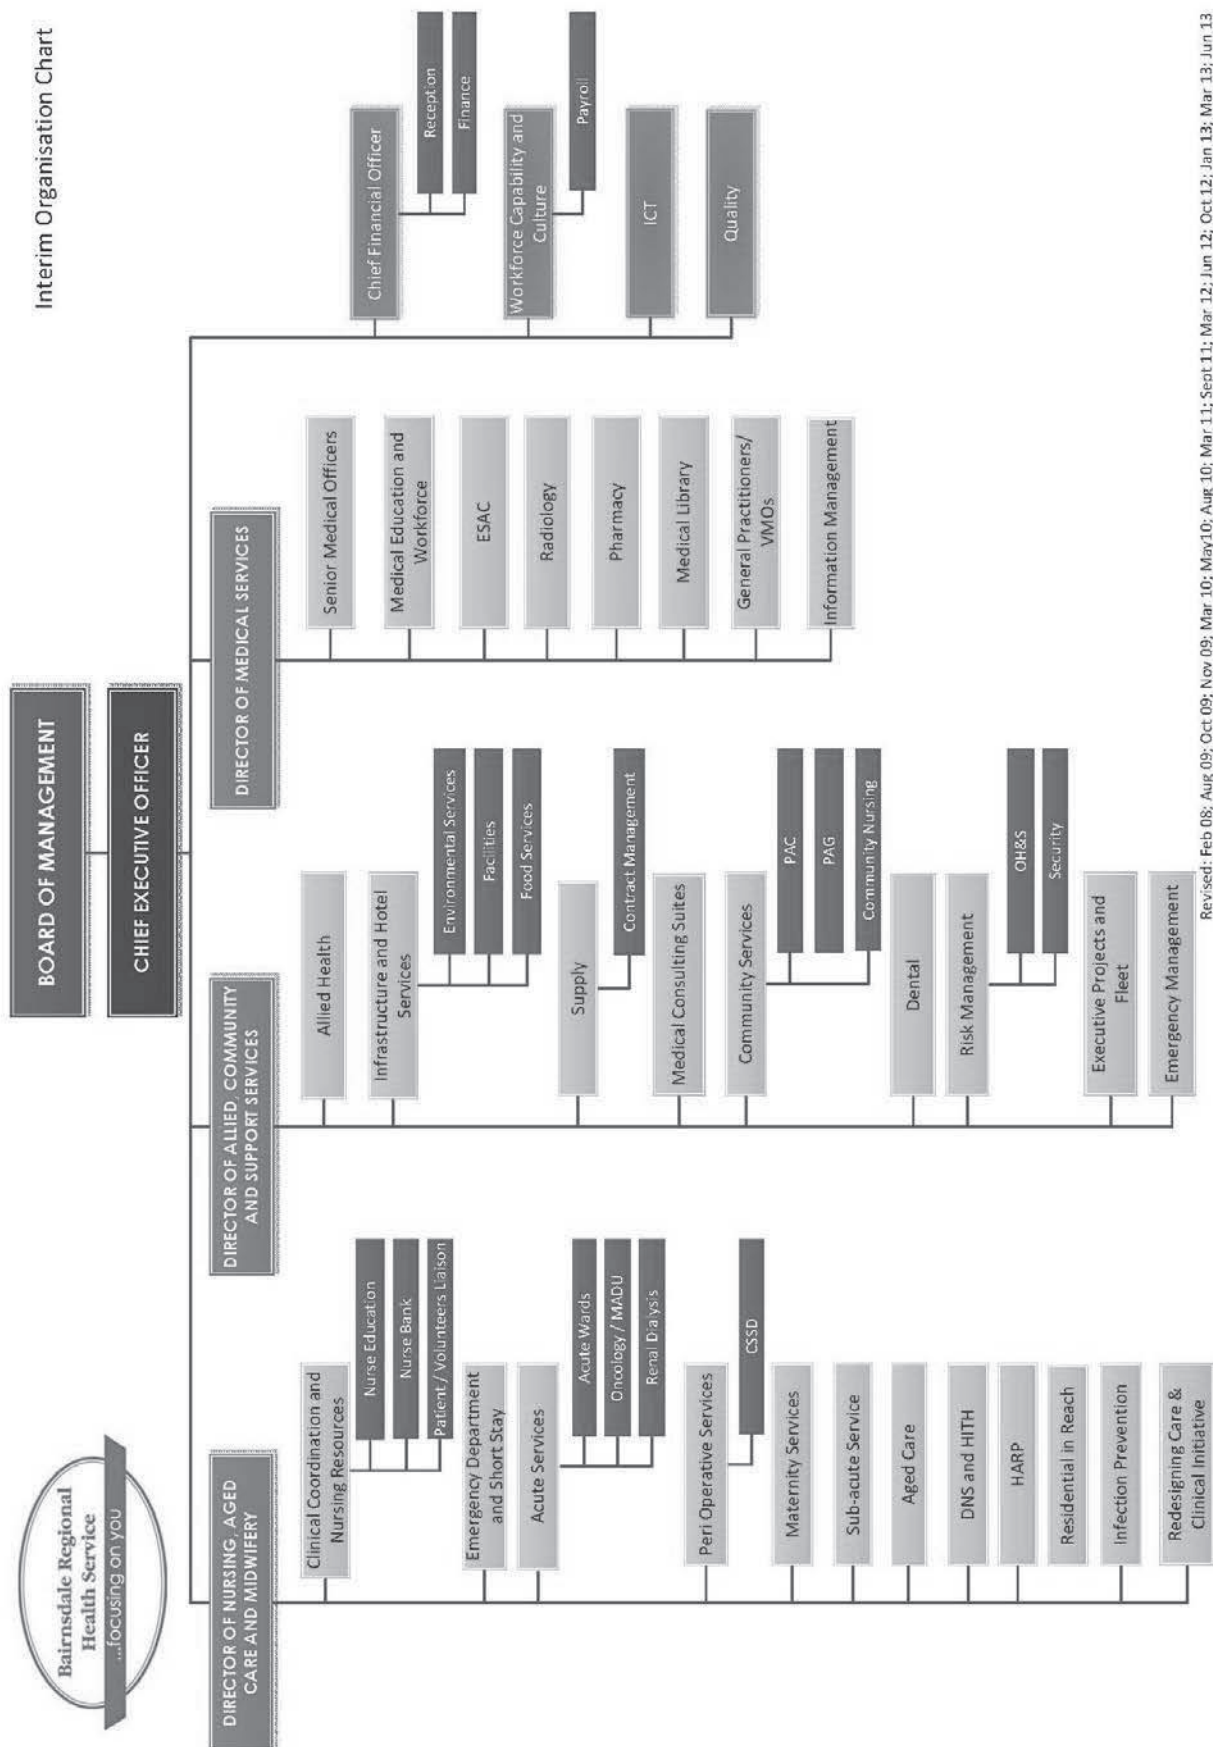 Bairnsdale Regional
Health Service
...focusing on you
Interim Organisation Chart
BOARD OF MANAGEMENT
CHIEF EXECUTIVE OFFICER
DIRECTOR OF NURSING, AGED
CARE AND MIDWIFERY
Clinical Coordination and
Nursing Resources
Nurse Education
Nurse Bank
Patient / Volunteers Liaison
Emergency Department
and Short Stay
Acute Services
Acute Wards
Oncology / MADU
Renal Dialysis
Peri Operative Services
CSSD
Maternity Services
Sub-acute Service
Aged Care
DNS and HITH
HARP
Residential in Reach
Infection Prevention
Redesigning Care &
Clinical Initiative
DIRECTOR OF ALLIED, COMMUNITY
AND SUPPORT SERVICES
Allied Health
Infrastructure and Hotel
Services
Environmental Services
Facilities
Food Services
Supply
Contract Management
Medical Consulting Suites
Community Services
PAC
PAG
Community Nursing
Dental
Risk Management
OH&S
Security
Executive Projects and
Fleet
Emergency Management
DIRECTOR OF MEDICAL SERVICES
Senior Medical Officers
Medical Education and
Workforce
ESAC
Radiology
Pharmacy
Medical Library
General Practitioners/
VMOs
Information Management
Chief Financial Officer
Reception
Finance
Workforce Capability and
Culture
Payroll
ICT
Quality
Revised: Feb 08; Aug 09; Oct 09; Nov 09; Mar 10; May10; Aug 10; Mar 11; Sept 11; Mar 12; Jun 12; Oct 12; Jan 13; Mar 13; Jun 13